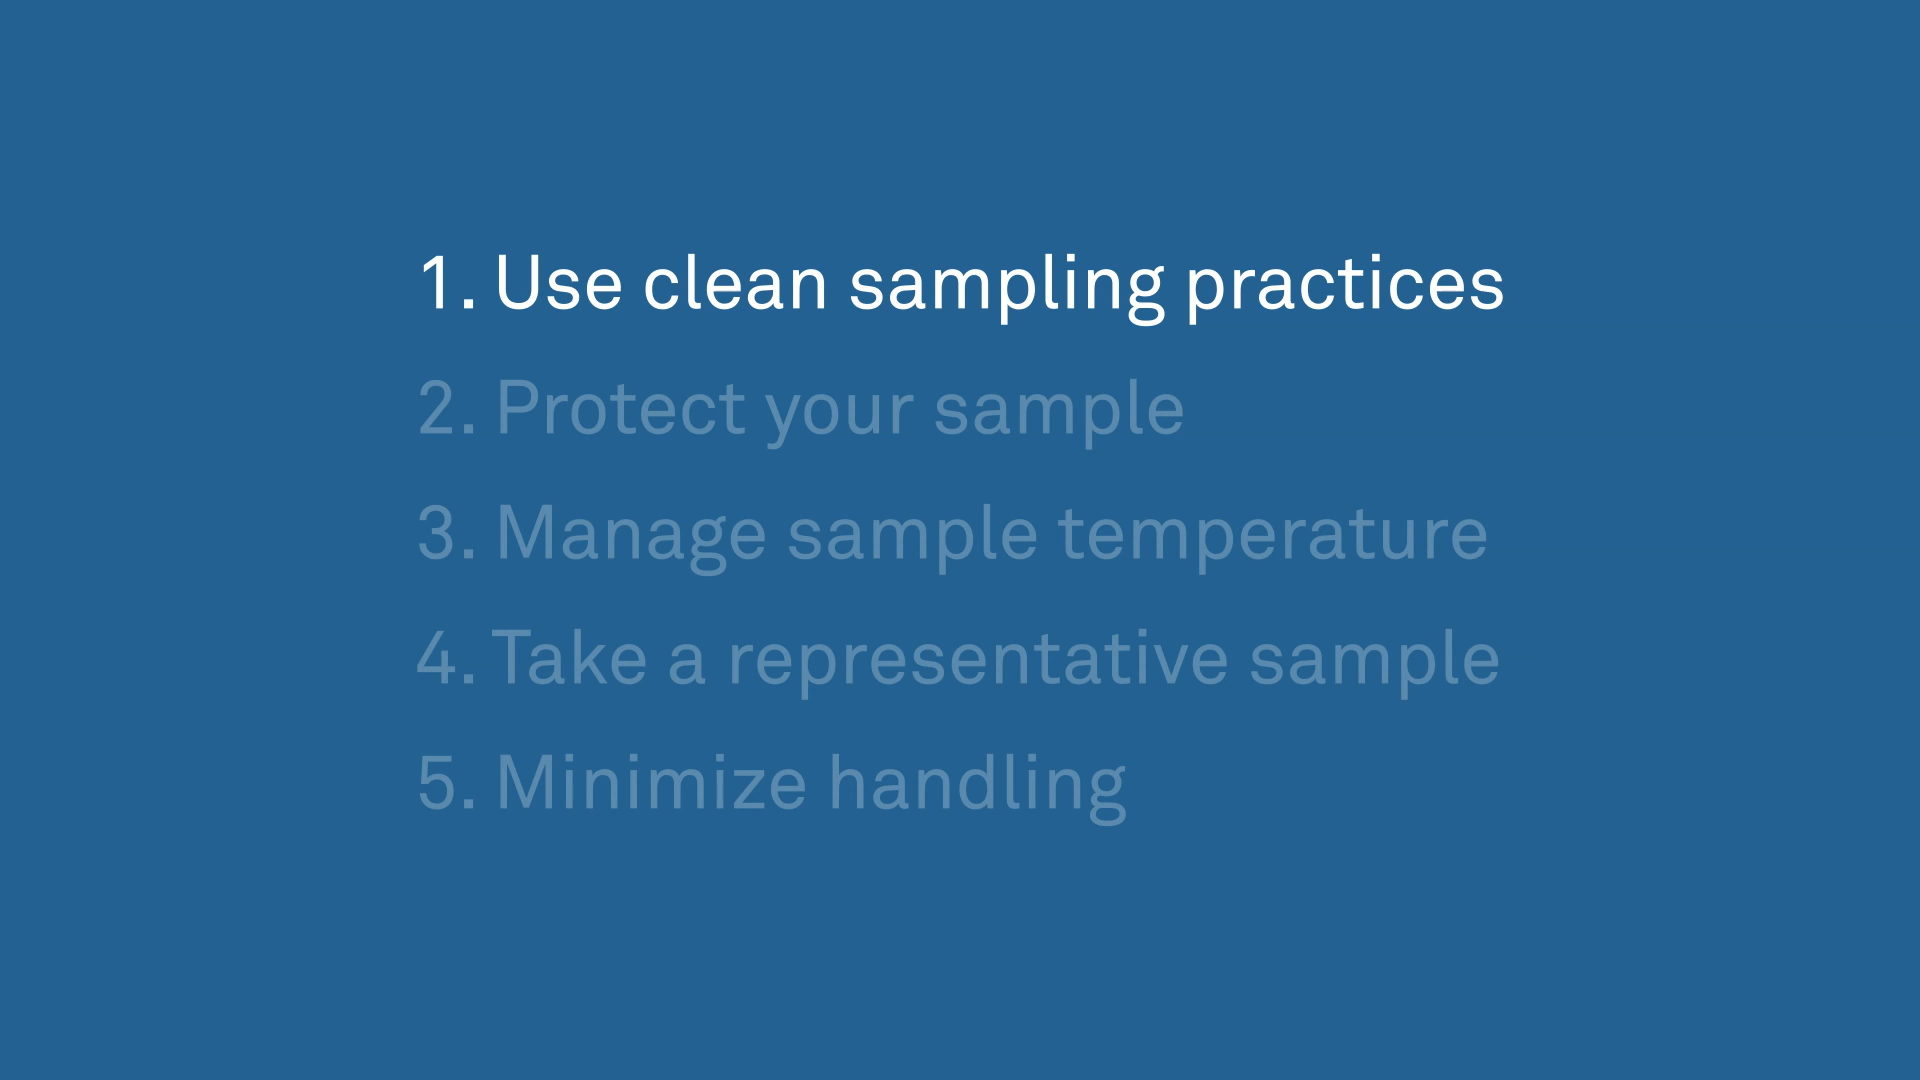 1. Use clean sampling practices
2. Protect your sample
3. Manage sample temperature
4. Take a representative sample
5. Minimize handling